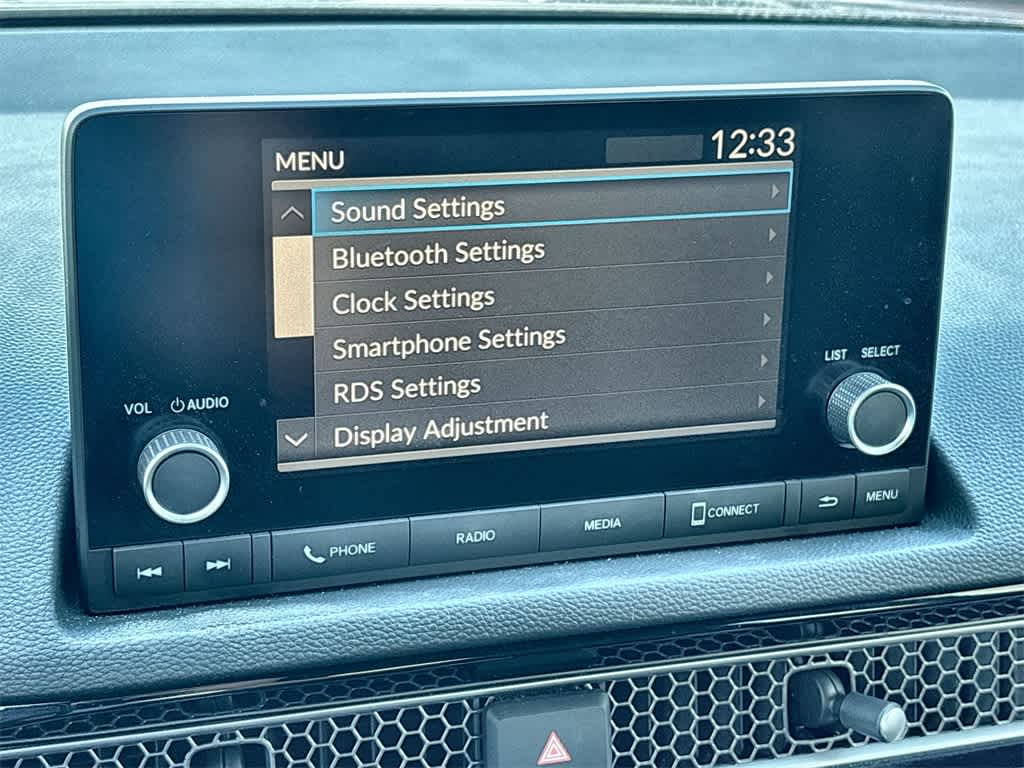 MENU 12:33
Sound Settings
Bluetooth Settings
Clock Settings
Smartphone Settings
RDS Settings
Display Adjustment
VOL AUDIO
LIST SELECT
PHONE RADIO MEDIA CONNECT MENU